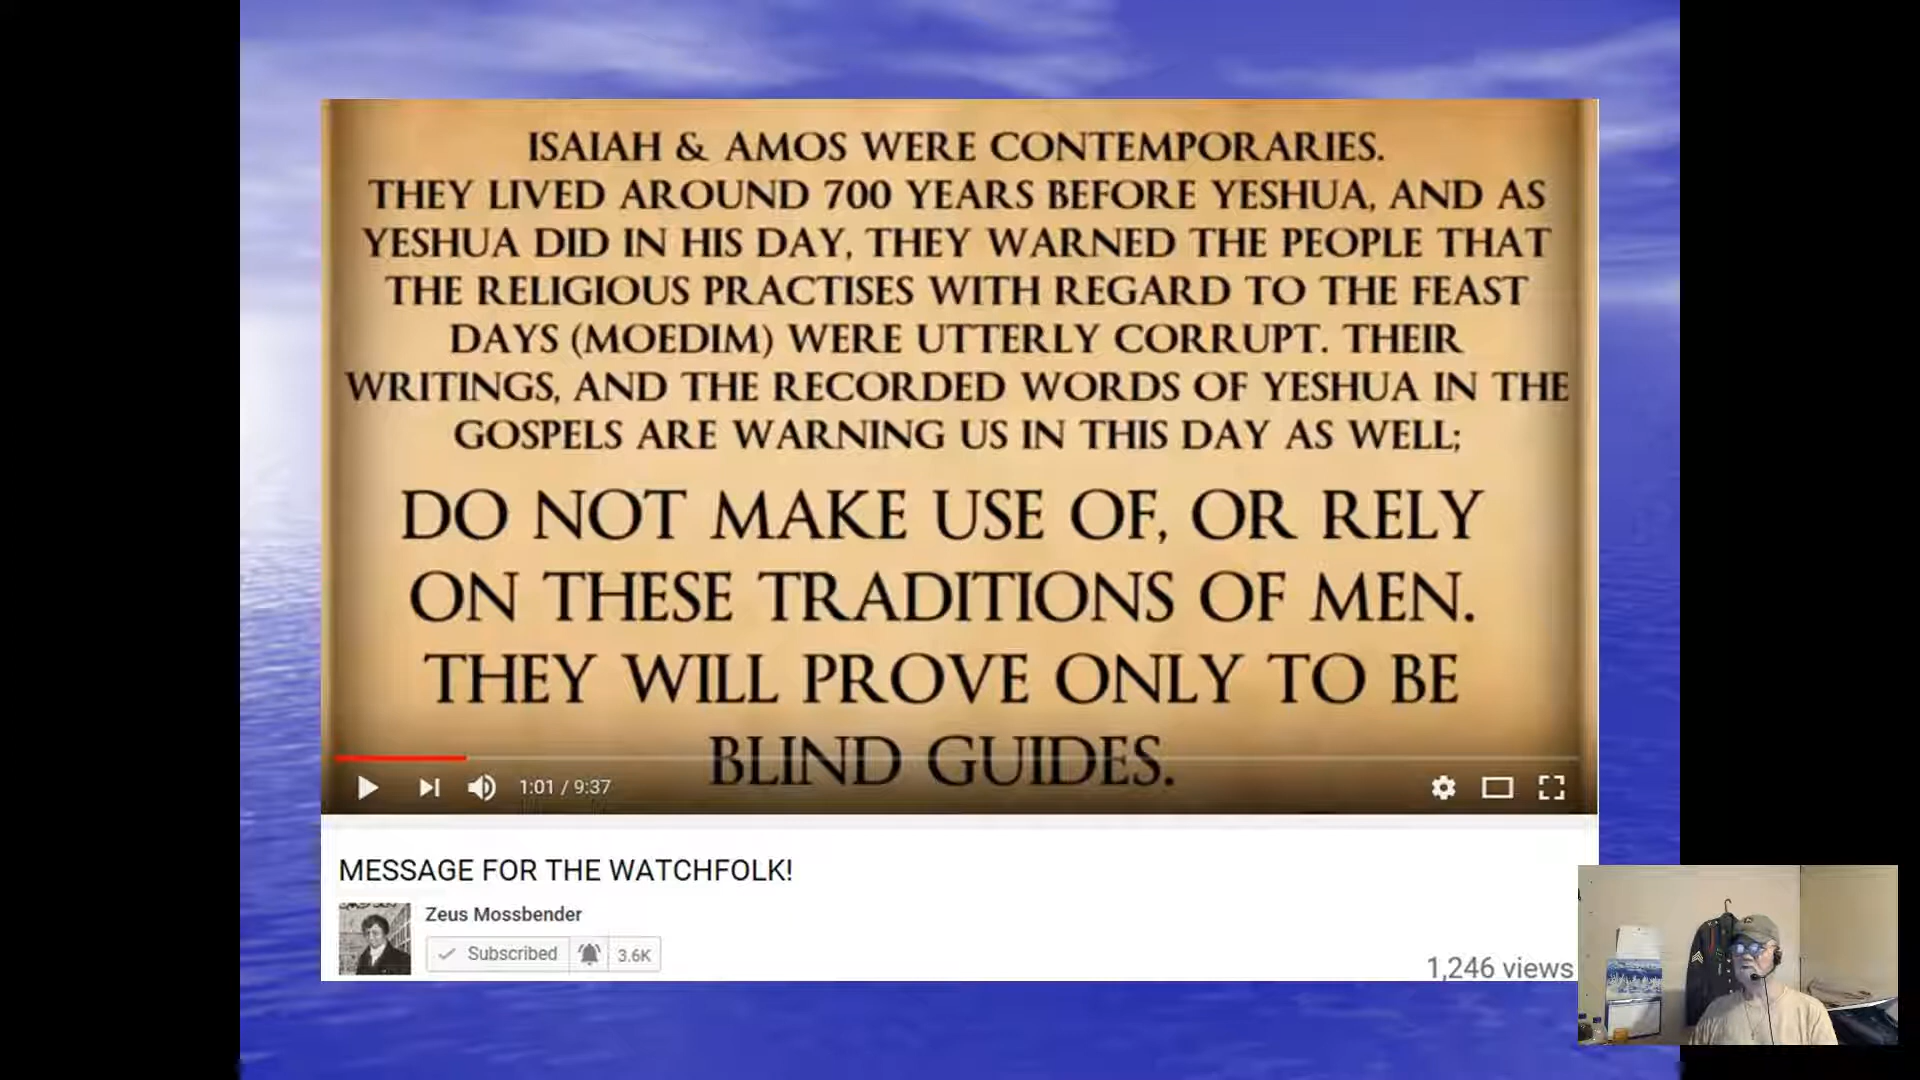 ISAIAH & AMOS WERE CONTEMPORARIES.
THEY LIVED AROUND 700 YEARS BEFORE YESHUA, AND AS
YESHUA DID IN HIS DAY, THEY WARNED THE PEOPLE THAT
THE RELIGIOUS PRACTISES WITH REGARD TO THE FEAST
DAYS (MOEDIM) WERE UTTERLY CORRUPT. THEIR
WRITINGS, AND THE RECORDED WORDS OF YESHUA IN THE
GOSPELS ARE WARNING US IN THIS DAY AS WELL;
DO NOT MAKE USE OF, OR RELY
ON THESE TRADITIONS OF MEN.
THEY WILL PROVE ONLY TO BE
BLIND GUIDES.
1:01 / 9:37
MESSAGE FOR THE WATCHFOLK!
Zeus Mossbender
Subscribed 3.6K
1,246 views